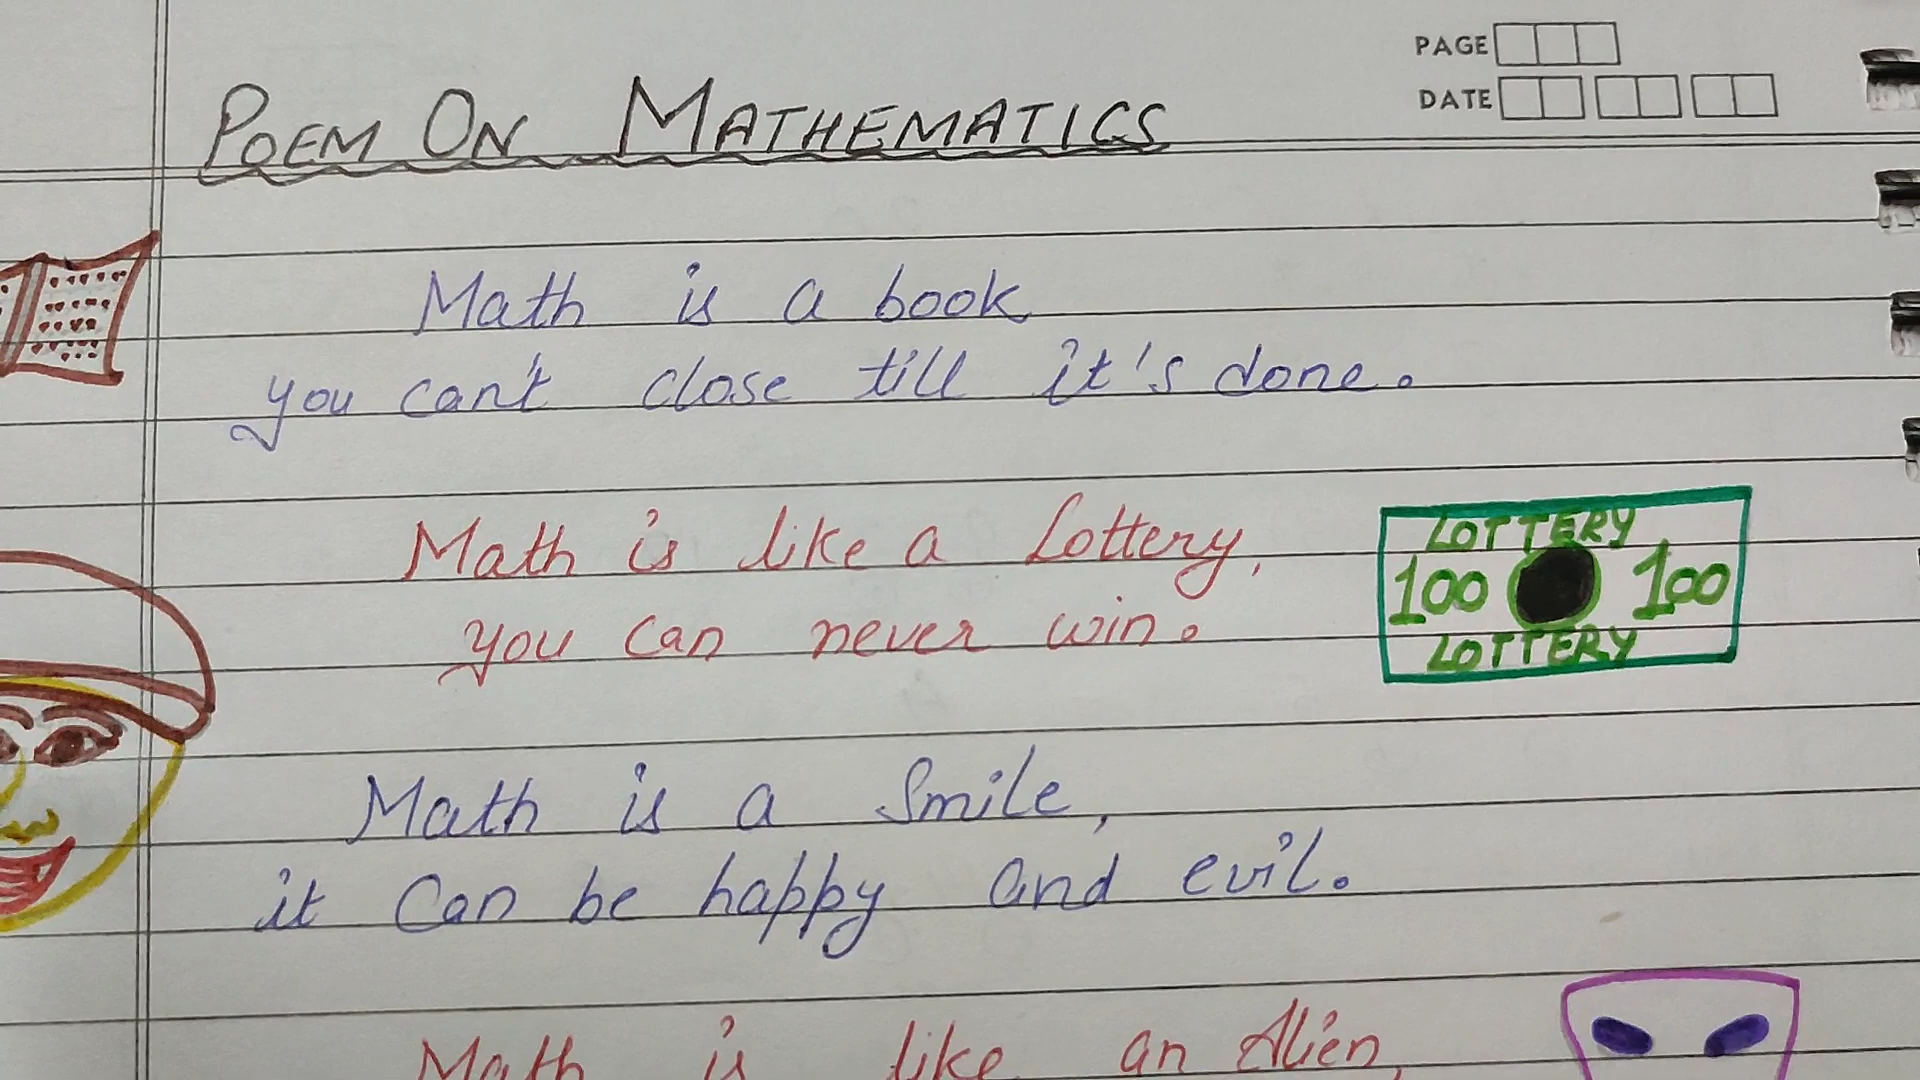 PAGE
DATE
POEM ON MATHEMATICS
Math is a book
you can't close till it's done.
Math is like a Lottery,
you can never win.
LOTTERY
100 100
LOTTERY
Math is a Smile,
it Can be happy and evil.
Math is like an Alien,